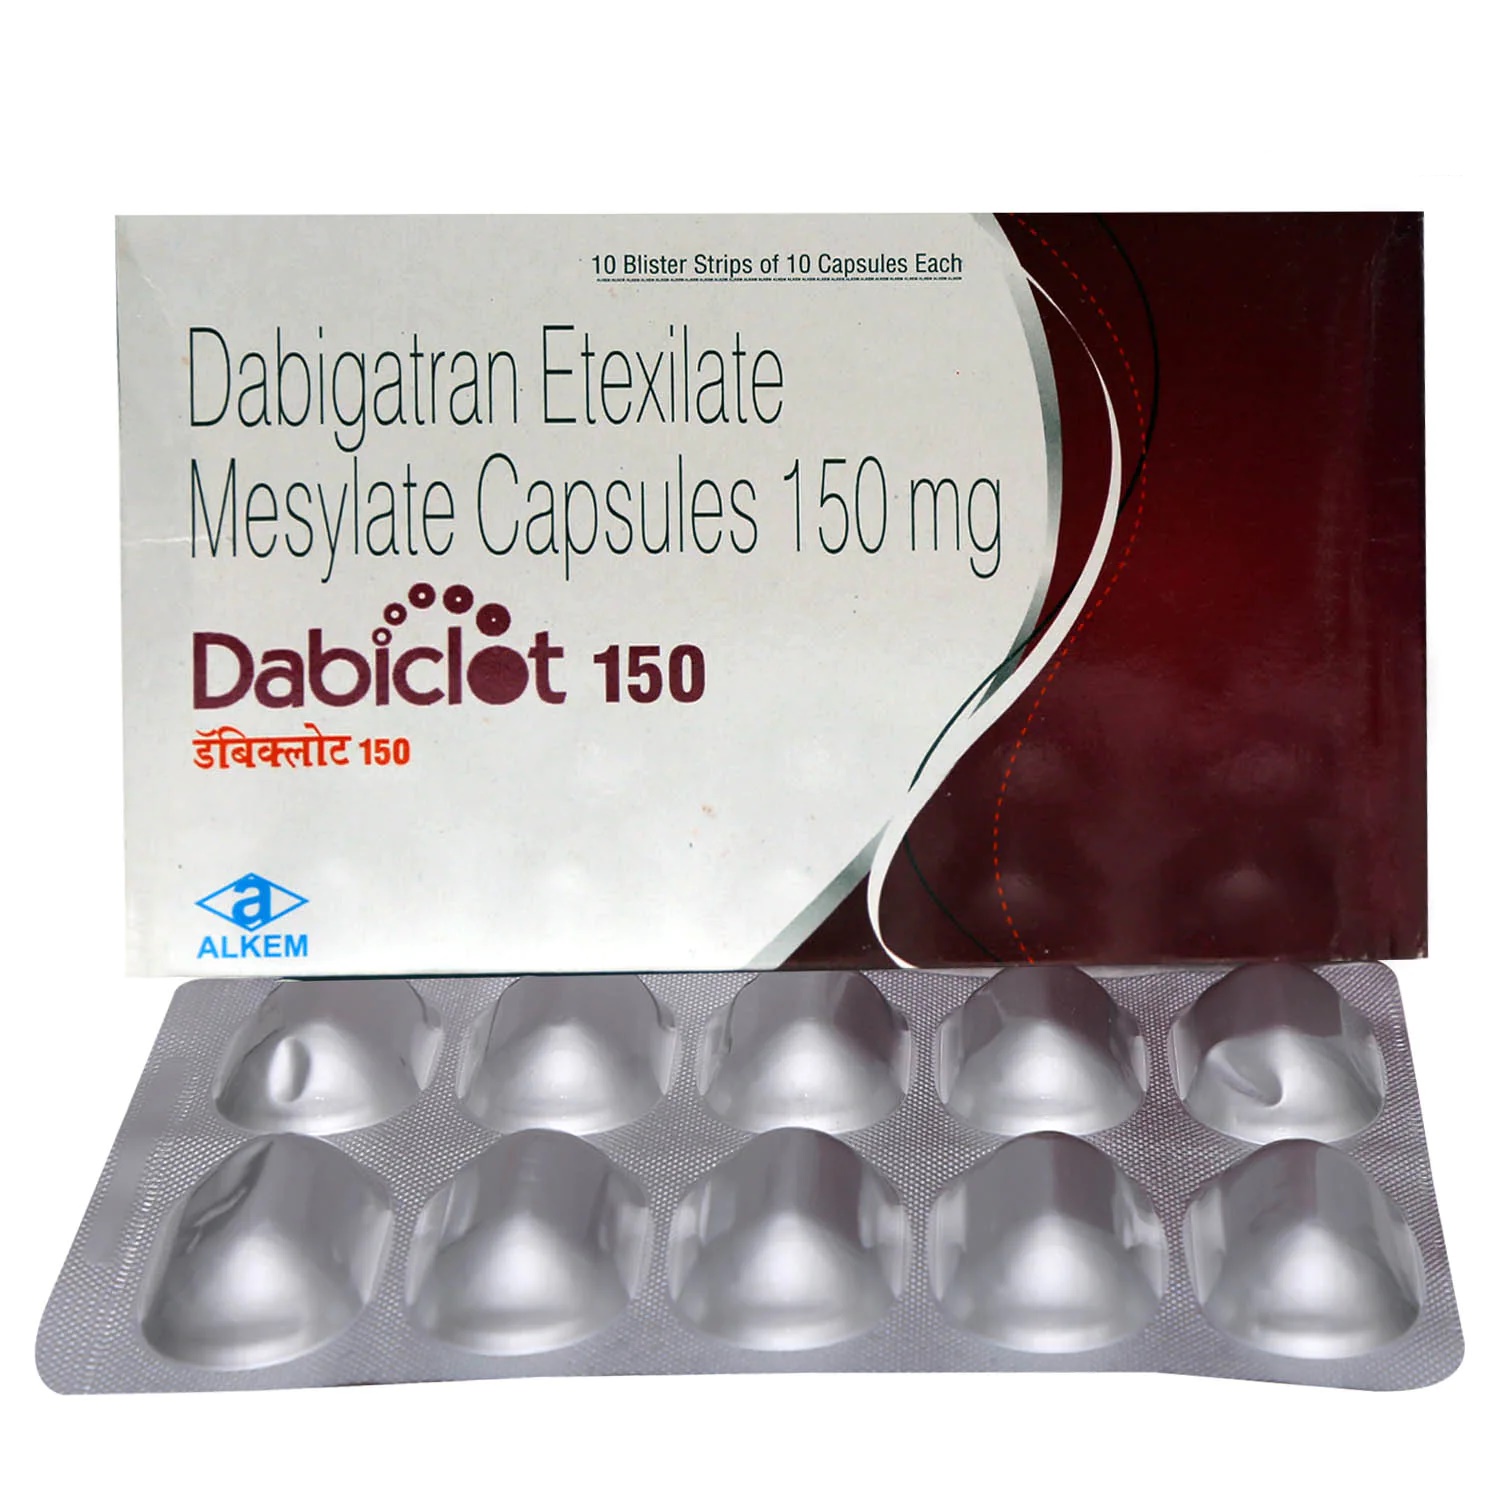 10 Blister Strips of 10 Capsules Each
Dabigatran Etexilate
Mesylate Capsules 150 mg
Dabiclot 150
डॅबिक्लोट 150
a
ALKEM